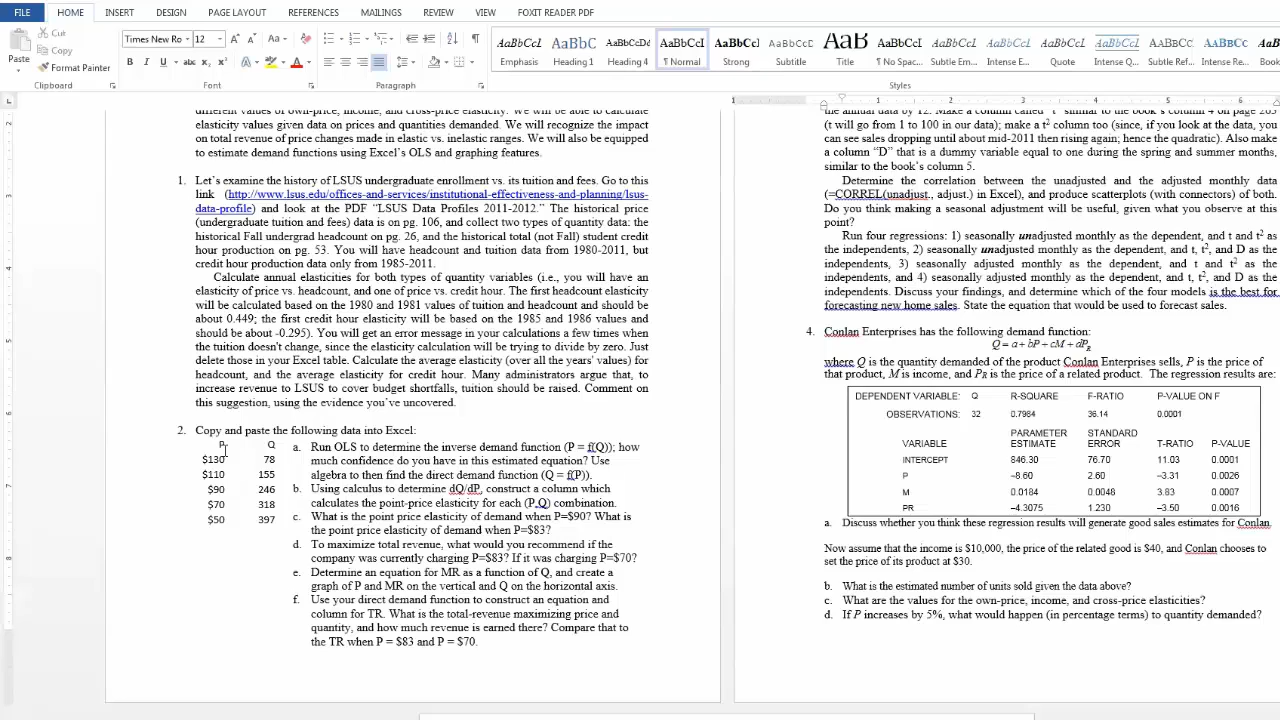 FILE HOME INSERT DESIGN PAGE LAYOUT REFERENCES MAILINGS REVIEW VIEW FOXIT READER PDF
Cut
Copy
Paste
Format Painter
Clipboard
Times New Ro 12
Font
Paragraph
AaBbCcI AaBbC AaBbCcDd AaBbCcI AaBbCcl AaBbCcI AaB AaBbCcI AaBbCcI AaBbCcI AaBbCcI AaBbCcI AaBbCc AaBbCc AaBb
Emphasis Heading 1 Heading 4 ¶ Normal Strong Subtitle Title ¶ No Spac... Subtle Em... Intense E... Quote Intense Q... Subtle Ref... Intense Re... Book
Styles
different values of own-price, income, and cross-price elasticity. We will be able to calculate
elasticity values given data on prices and quantities demanded. We will recognize the impact
on total revenue of price changes made in elastic vs. inelastic ranges. We will also be equipped
to estimate demand functions using Excel's OLS and graphing features.
1. Let's examine the history of LSUS undergraduate enrollment vs. its tuition and fees. Go to this
link (http://www.lsus.edu/offices-and-services/institutional-effectiveness-and-planning/lsus-
data-profile) and look at the PDF "LSUS Data Profiles 2011-2012." The historical price
(undergraduate tuition and fees) data is on pg. 106, and collect two types of quantity data: the
historical Fall undergrad headcount on pg. 26, and the historical total (not Fall) student credit
hour production on pg. 53. You will have headcount and tuition data from 1980-2011, but
credit hour production data only from 1985-2011.
Calculate annual elasticities for both types of quantity variables (i.e., you will have an
elasticity of price vs. headcount, and one of price vs. credit hour. The first headcount elasticity
will be calculated based on the 1980 and 1981 values of tuition and headcount and should be
about 0.449; the first credit hour elasticity will be based on the 1985 and 1986 values and
should be about -0.295). You will get an error message in your calculations a few times when
the tuition doesn't change, since the elasticity calculation will be trying to divide by zero. Just
delete those in your Excel table. Calculate the average elasticity (over all the years' values) for
headcount, and the average elasticity for credit hour. Many administrators argue that, to
increase revenue to LSUS to cover budget shortfalls, tuition should be raised. Comment on
this suggestion, using the evidence you've uncovered.
2. Copy and paste the following data into Excel:
P Q
$130 78
$110 155
$90 246
$70 318
$50 397
a. Run OLS to determine the inverse demand function (P = f(Q)); how
much confidence do you have in this estimated equation? Use
algebra to then find the direct demand function (Q = f(P)).
b. Using calculus to determine dQ/dP, construct a column which
calculates the point-price elasticity for each (P,Q) combination.
c. What is the point price elasticity of demand when P=$90? What is
the point price elasticity of demand when P=$83?
d. To maximize total revenue, what would you recommend if the
company was currently charging P=$83? If it was charging P=$70?
e. Determine an equation for MR as a function of Q, and create a
graph of P and MR on the vertical and Q on the horizontal axis.
f. Use your direct demand function to construct an equation and
column for TR. What is the total-revenue maximizing price and
quantity, and how much revenue is earned there? Compare that to
the TR when P = $83 and P = $70.
(t will go from 1 to 100 in our data); make a t² column too (since, if you look at the data, you
can see sales dropping until about mid-2011 then rising again; hence the quadratic). Also make
a column "D" that is a dummy variable equal to one during the spring and summer months,
similar to the book's column 5.
Determine the correlation between the unadjusted and the adjusted monthly data
(=CORREL(unadjust., adjust.) in Excel), and produce scatterplots (with connectors) of both.
Do you think making a seasonal adjustment will be useful, given what you observe at this
point?
Run four regressions: 1) seasonally unadjusted monthly as the dependent, and t and t² as
the independents, 2) seasonally unadjusted monthly as the dependent, and t, t², and D as the
independents, 3) seasonally adjusted monthly as the dependent, and t and t² as the
independents, and 4) seasonally adjusted monthly as the dependent, and t, t², and D as the
independents. Discuss your findings, and determine which of the four models is the best for
forecasting new home sales. State the equation that would be used to forecast sales.
4. Conlan Enterprises has the following demand function:
Q = a + bP + cM + dPR
where Q is the quantity demanded of the product Conlan Enterprises sells, P is the price of
that product, M is income, and PR is the price of a related product. The regression results are:
DEPENDENT VARIABLE: Q R-SQUARE F-RATIO P-VALUE ON F
OBSERVATIONS: 32 0.7984 36.14 0.0001
VARIABLE PARAMETER ESTIMATE STANDARD ERROR T-RATIO P-VALUE
INTERCEPT 846.30 76.70 11.03 0.0001
P –8.60 2.60 –3.31 0.0026
M 0.0184 0.0048 3.83 0.0007
PR –4.3075 1.230 –3.50 0.0016
a. Discuss whether you think these regression results will generate good sales estimates for Conlan.
Now assume that the income is $10,000, the price of the related good is $40, and Conlan chooses to
set the price of its product at $30.
b. What is the estimated number of units sold given the data above?
c. What are the values for the own-price, income, and cross-price elasticities?
d. If P increases by 5%, what would happen (in percentage terms) to quantity demanded?